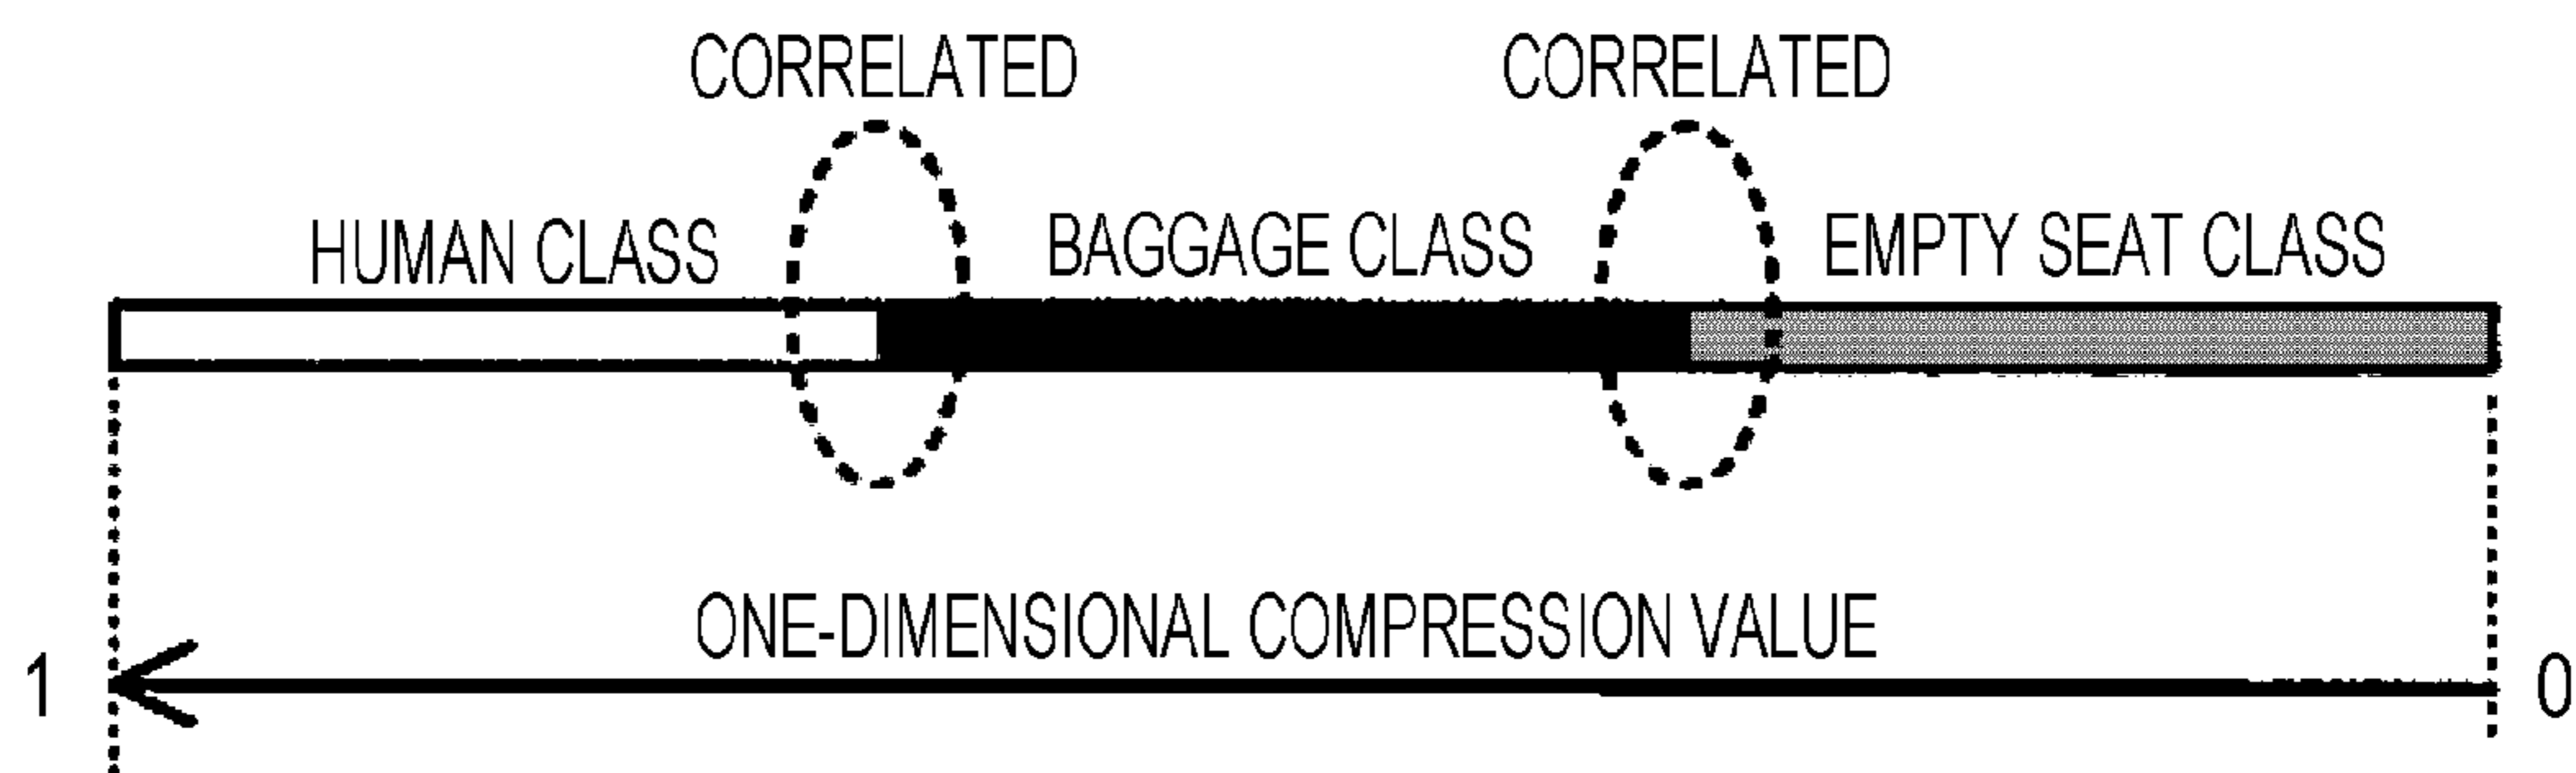 CORRELATED CORRELATED
HUMAN CLASS BAGGAGE CLASS EMPTY SEAT CLASS
ONE-DIMENSIONAL COMPRESSION VALUE
1 0